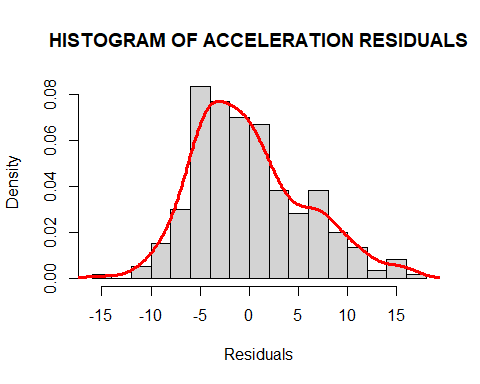 HISTOGRAM OF ACCELERATION RESIDUALS
Density
0.08
0.06
0.04
0.02
0.00
-15 -10 -5 0 5 10 15
Residuals